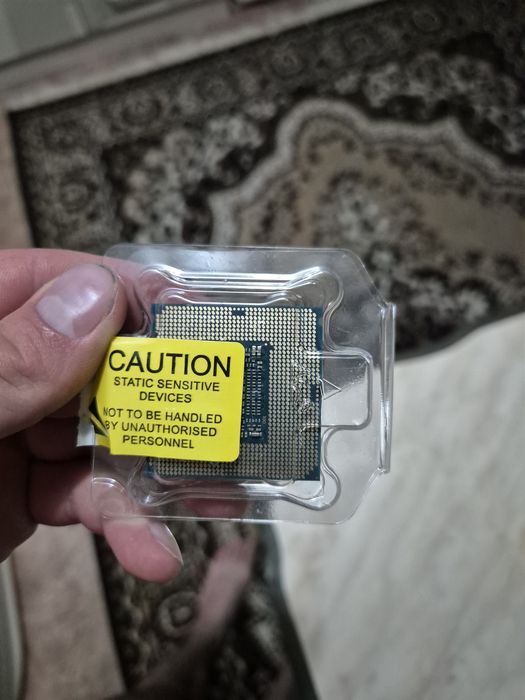 CAUTION
STATIC SENSITIVE
DEVICES
NOT TO BE HANDLED
BY UNAUTHORISED
PERSONNEL